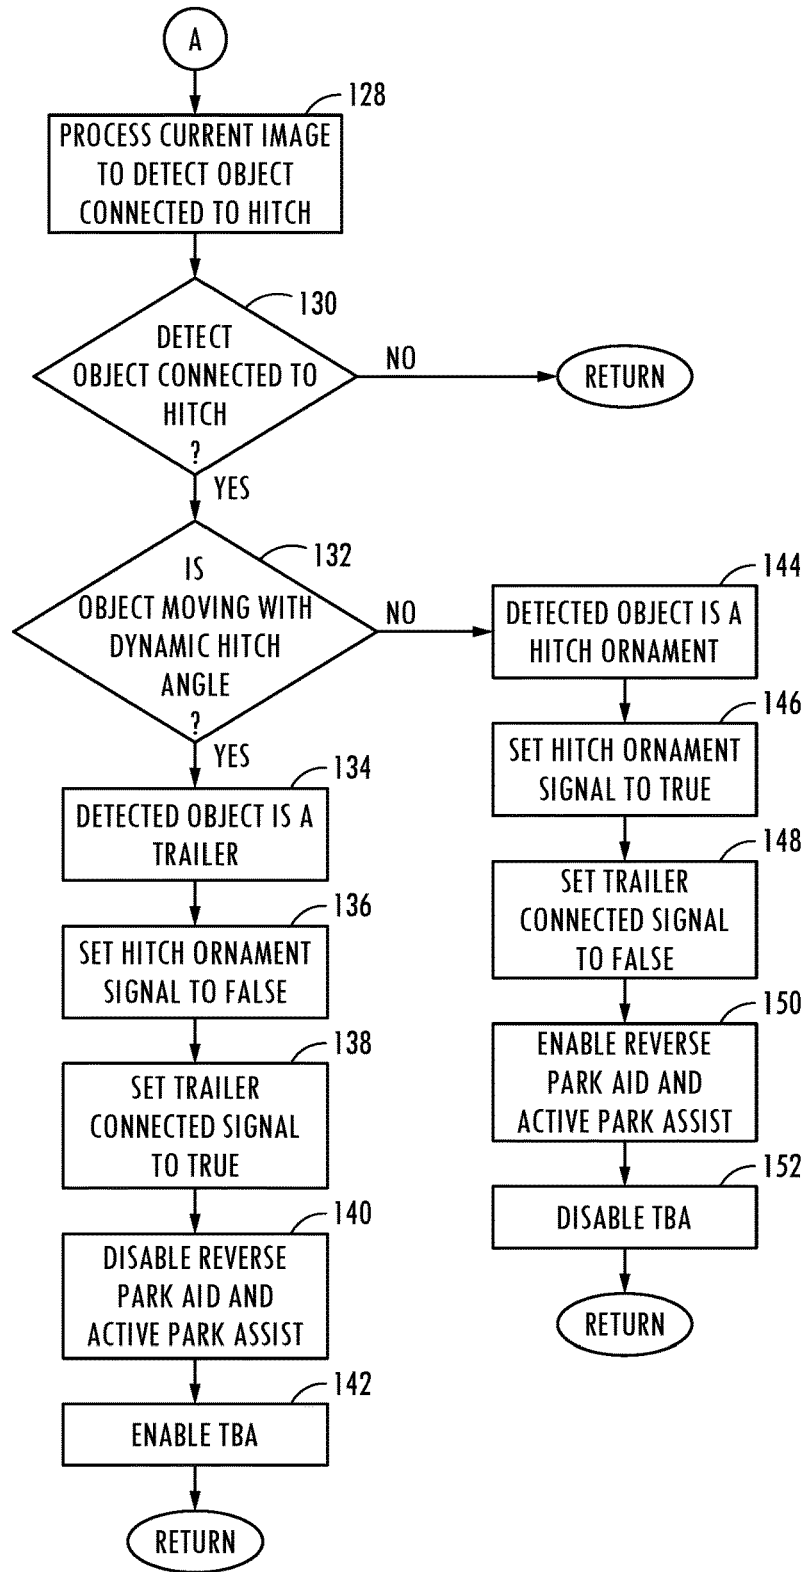 A
128
PROCESS CURRENT IMAGE
TO DETECT OBJECT
CONNECTED TO HITCH
130
DETECT
OBJECT CONNECTED TO
HITCH
?
NO
RETURN
YES
132
IS
OBJECT MOVING WITH
DYNAMIC HITCH
ANGLE
?
NO
YES
134
DETECTED OBJECT IS A
TRAILER
136
SET HITCH ORNAMENT
SIGNAL TO FALSE
138
SET TRAILER
CONNECTED SIGNAL
TO TRUE
140
DISABLE REVERSE
PARK AID AND
ACTIVE PARK ASSIST
142
ENABLE TBA
RETURN
144
DETECTED OBJECT IS A
HITCH ORNAMENT
146
SET HITCH ORNAMENT
SIGNAL TO TRUE
148
SET TRAILER
CONNECTED SIGNAL
TO FALSE
150
ENABLE REVERSE
PARK AID AND
ACTIVE PARK ASSIST
152
DISABLE TBA
RETURN